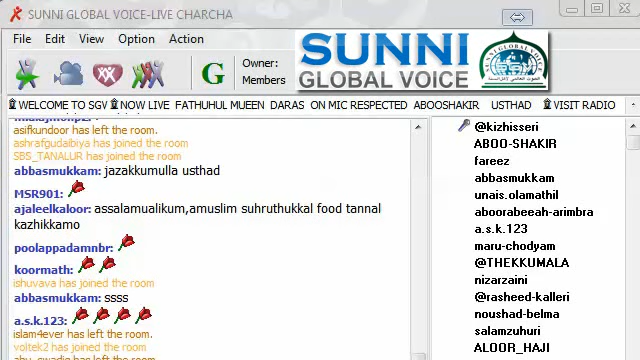 SUNNI GLOBAL VOICE-LIVE CHARCHA
File Edit View Option Action
G
Owner:
Members
SUNNI
GLOBAL VOICE
SUNNI GLOBAL VOICE
WELCOME TO SGV NOW LIVE FATHUHUL MUEEN DARAS ON MIC RESPECTED ABOOSHAKIR USTHAD VISIT RADIO
asifkundoor has left the room.
ashrafgudaibiya has joined the room
SBS_TANALUR has joined the room
abbasmukkam: jazakkumulla usthad
MSR901:
ajaleelkaloor: assalamualikum,amuslim suhruthukkal food tannal
kazhikkamo
poolappadamnbr:
koormath:
ishuvava has joined the room
abbasmukkam: ssss
a.s.k.123:
islam4ever has left the room.
voltek2 has joined the room
@kizhisseri
ABOO-SHAKIR
fareez
abbasmukkam
unais.olamathil
aboorabeeah-arimbra
a.s.k.123
maru-chodyam
@THEKKUMALA
nizarzaini
@rasheed-kalleri
noushad-belma
salamzuhuri
ALOOR_HAJI